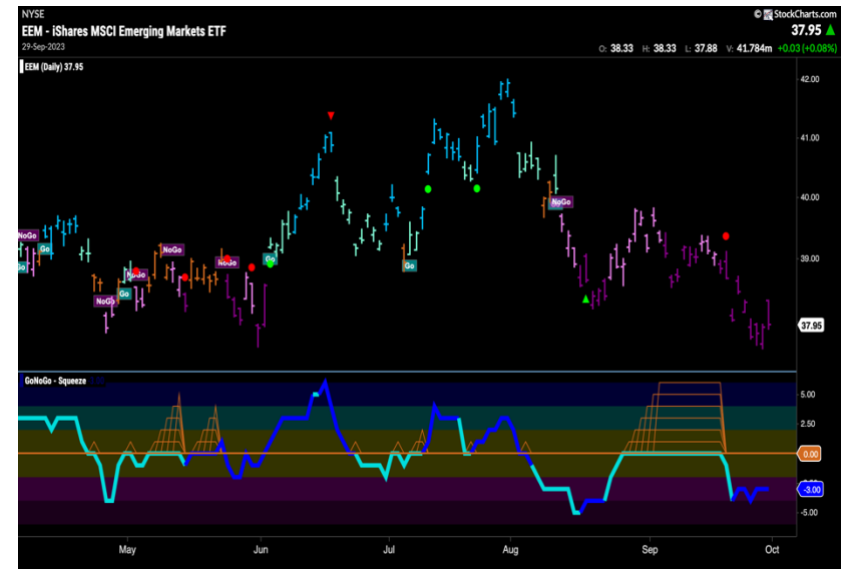 NYSE
© StockCharts.com
EEM - iShares MSCI Emerging Markets ETF
37.95
29-Sep-2023
O: 38.33 H: 38.33 L: 37.88 V: 41.784m +0.03 (+0.08%)
EEM (Daily) 37.95
42.00
41.00
40.00
39.00
37.95
NoGo
Go
Go
NoGo
Go
NoGo
NoGo
NoGo
Go
Go
NoGo
GoNoGo - Squeeze
5.00
2.50
0.00
-3.00
-5.00
May
Jun
Jul
Aug
Sep
Oct